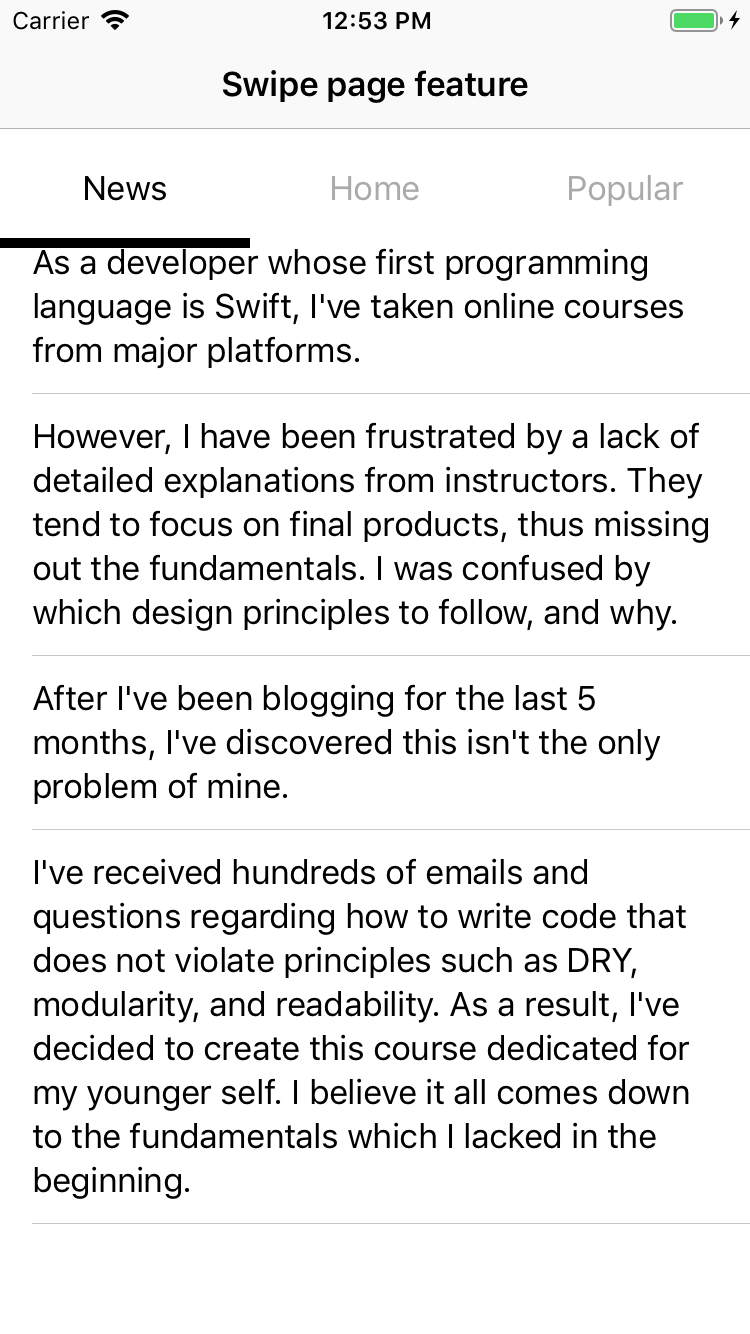 Carrier 12:53 PM
Swipe page feature
News Home Popular
As a developer whose first programming
language is Swift, I've taken online courses
from major platforms.
However, I have been frustrated by a lack of
detailed explanations from instructors. They
tend to focus on final products, thus missing
out the fundamentals. I was confused by
which design principles to follow, and why.
After I've been blogging for the last 5
months, I've discovered this isn't the only
problem of mine.
I've received hundreds of emails and
questions regarding how to write code that
does not violate principles such as DRY,
modularity, and readability. As a result, I've
decided to create this course dedicated for
my younger self. I believe it all comes down
to the fundamentals which I lacked in the
beginning.